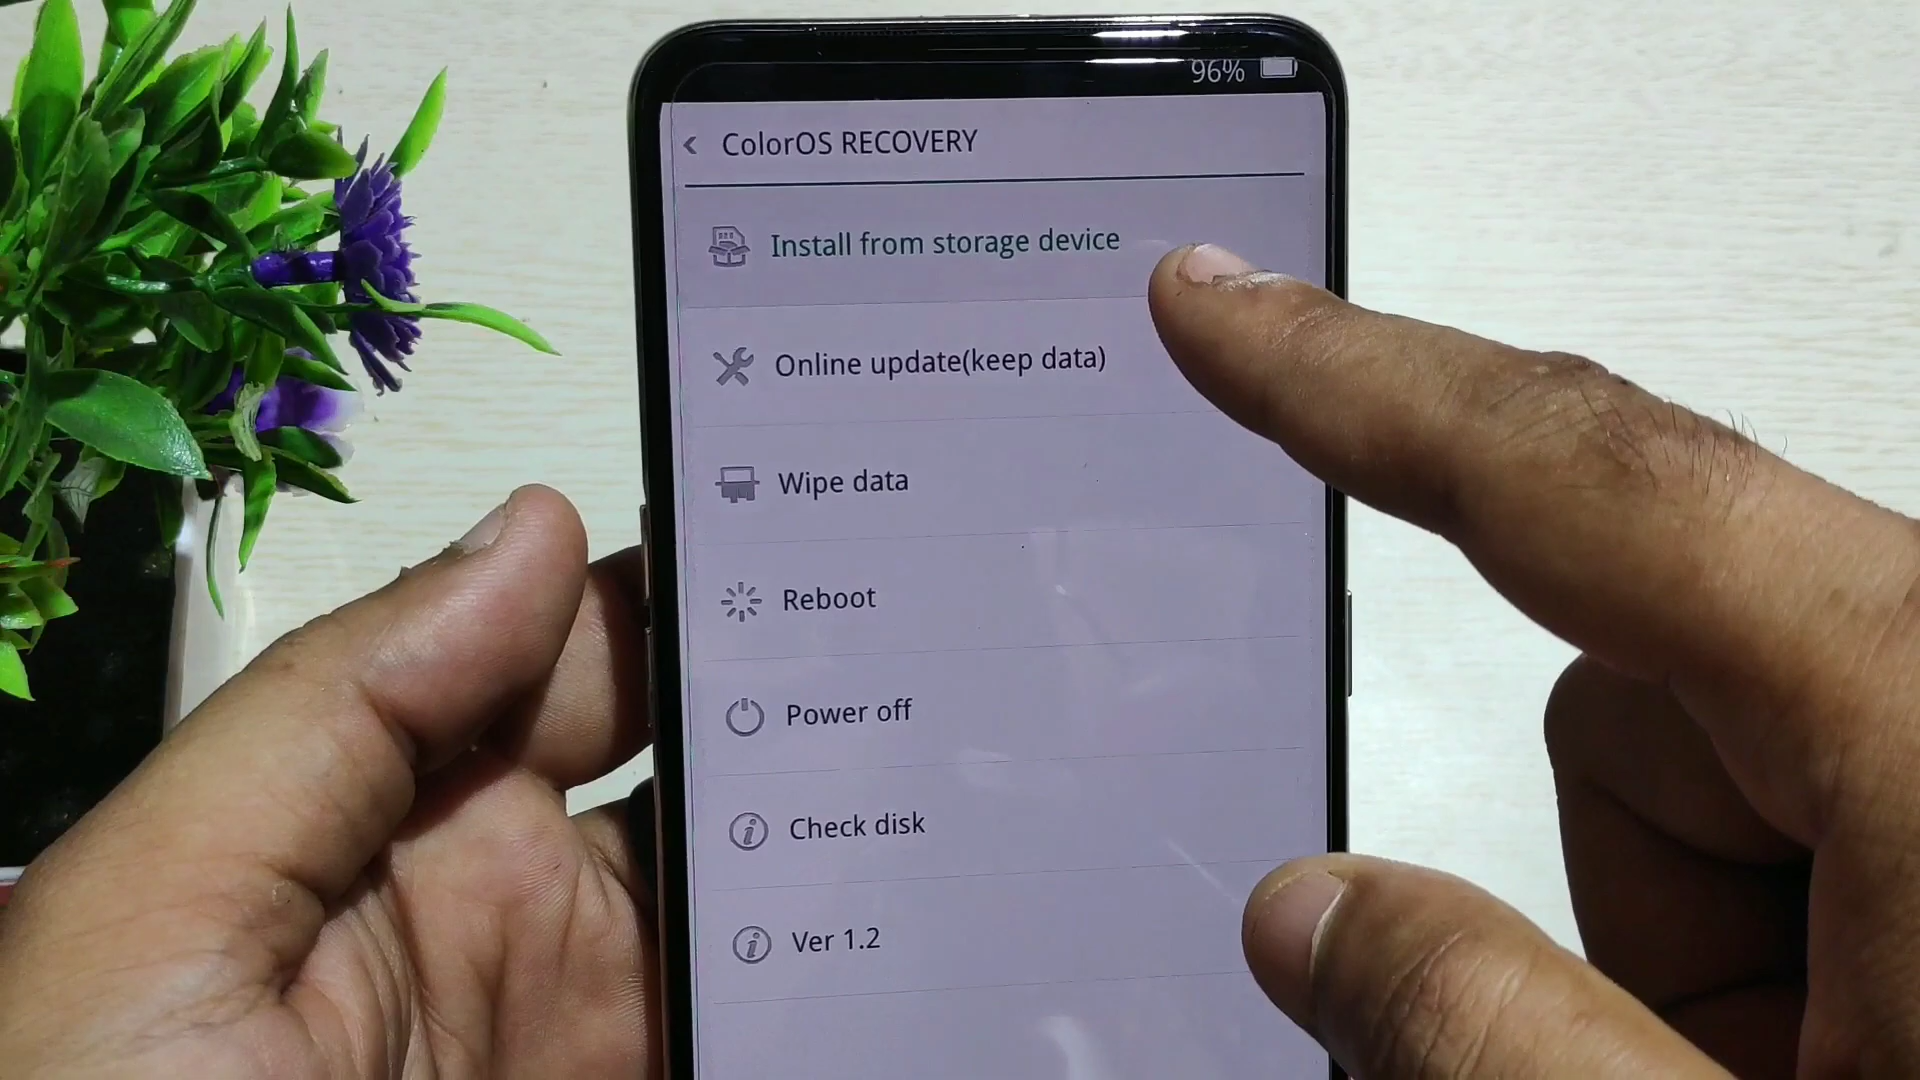 96%
ColorOS RECOVERY
Install from storage device
Online update(keep data)
Wipe data
Reboot
Power off
Check disk
Ver 1.2